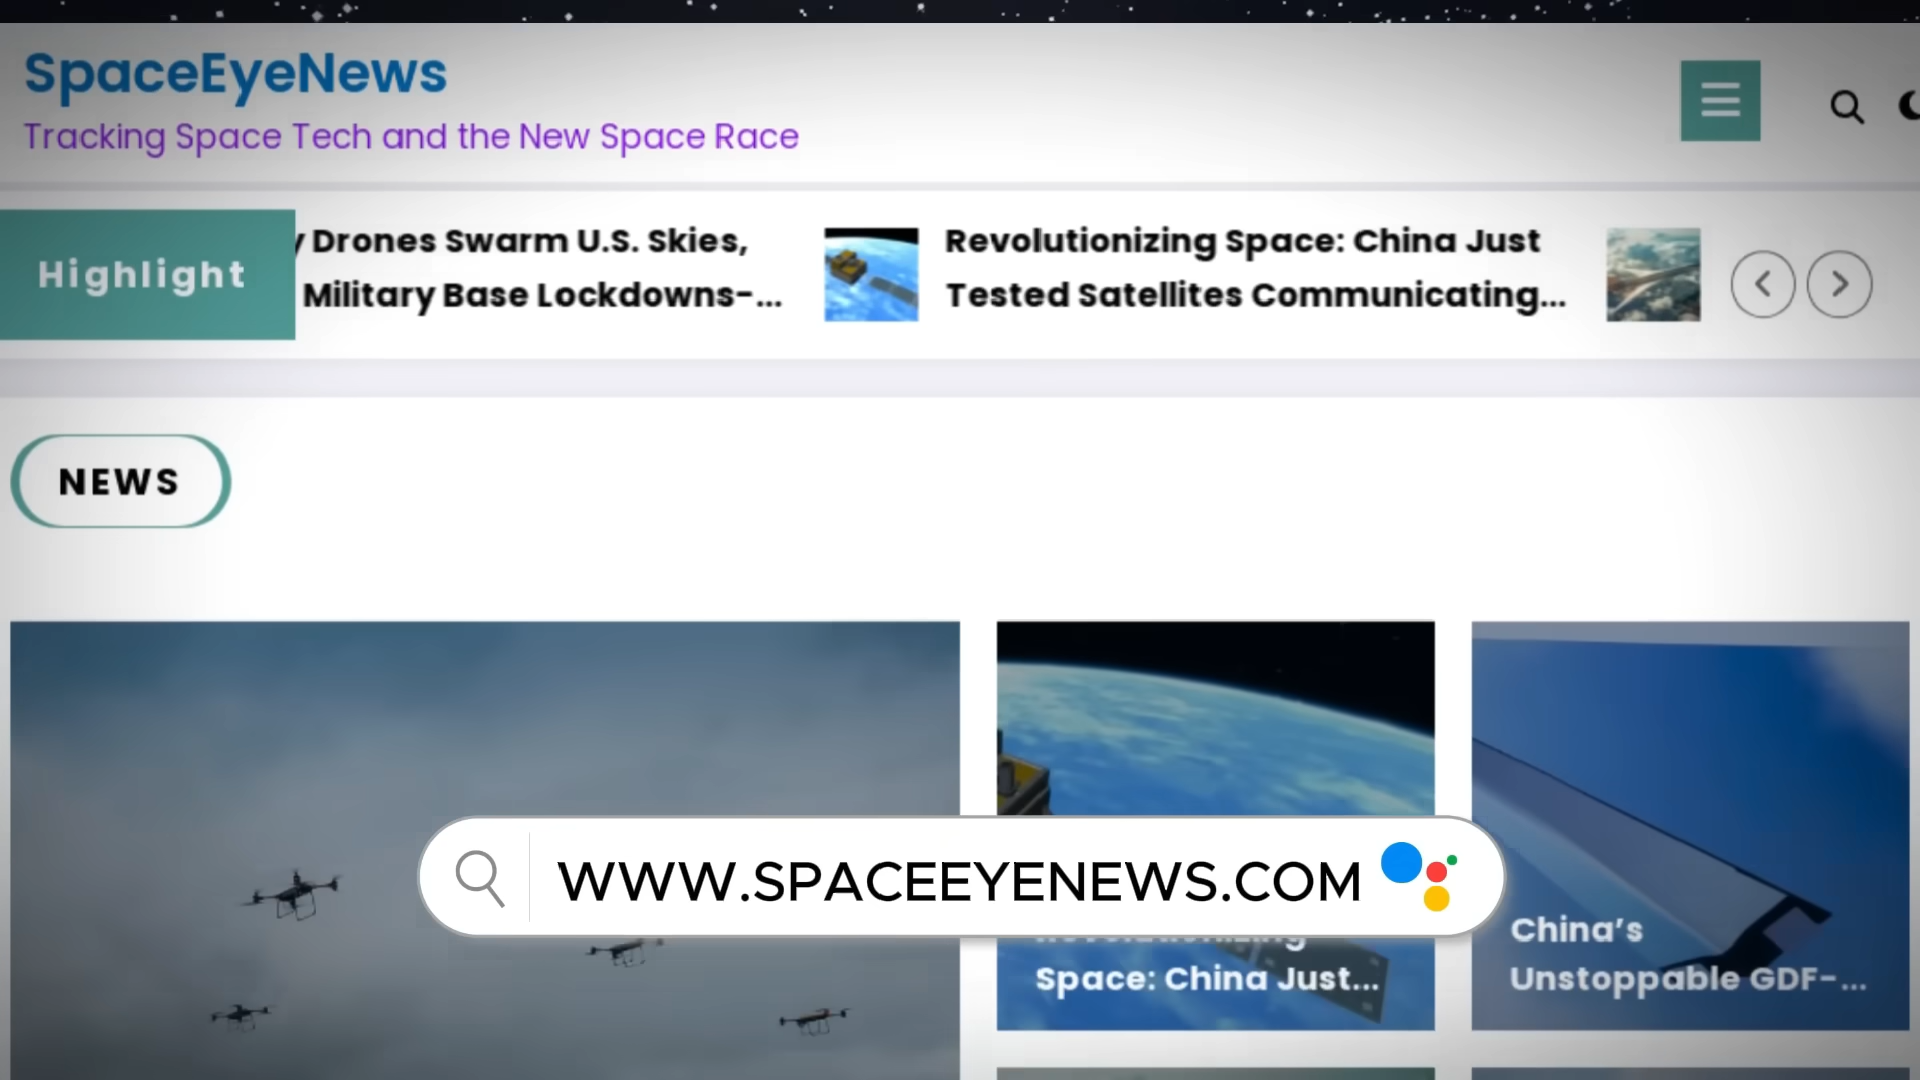 SpaceEyeNews
Tracking Space Tech and the New Space Race
Highlight
Drones Swarm U.S. Skies,
Military Base Lockdowns-...
Revolutionizing Space: China Just
Tested Satellites Communicating...
NEWS
WWW.SPACEEYENEWS.COM
Space: China Just...
China's
Unstoppable GDF-...